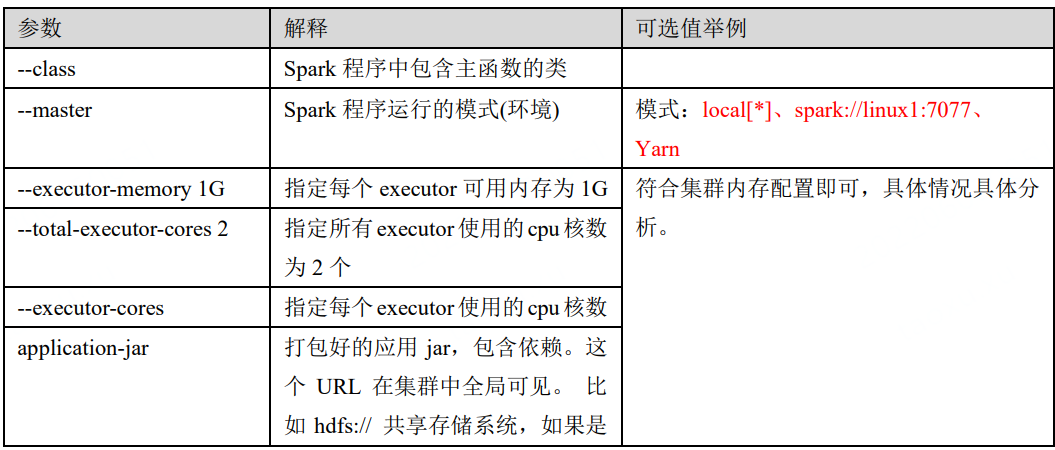 参数 解释 可选值举例
--class Spark 程序中包含主函数的类
--master Spark 程序运行的模式(环境) 模式：local[*]、spark://linux1:7077、
Yarn
--executor-memory 1G 指定每个 executor 可用内存为 1G 符合集群内存配置即可，具体情况具体分
析。
--total-executor-cores 2 指定所有 executor 使用的 cpu 核数
为 2 个
--executor-cores 指定每个 executor 使用的 cpu 核数
application-jar 打包好的应用 jar，包含依赖。这
个 URL 在集群中全局可见。 比
如 hdfs:// 共享存储系统，如果是